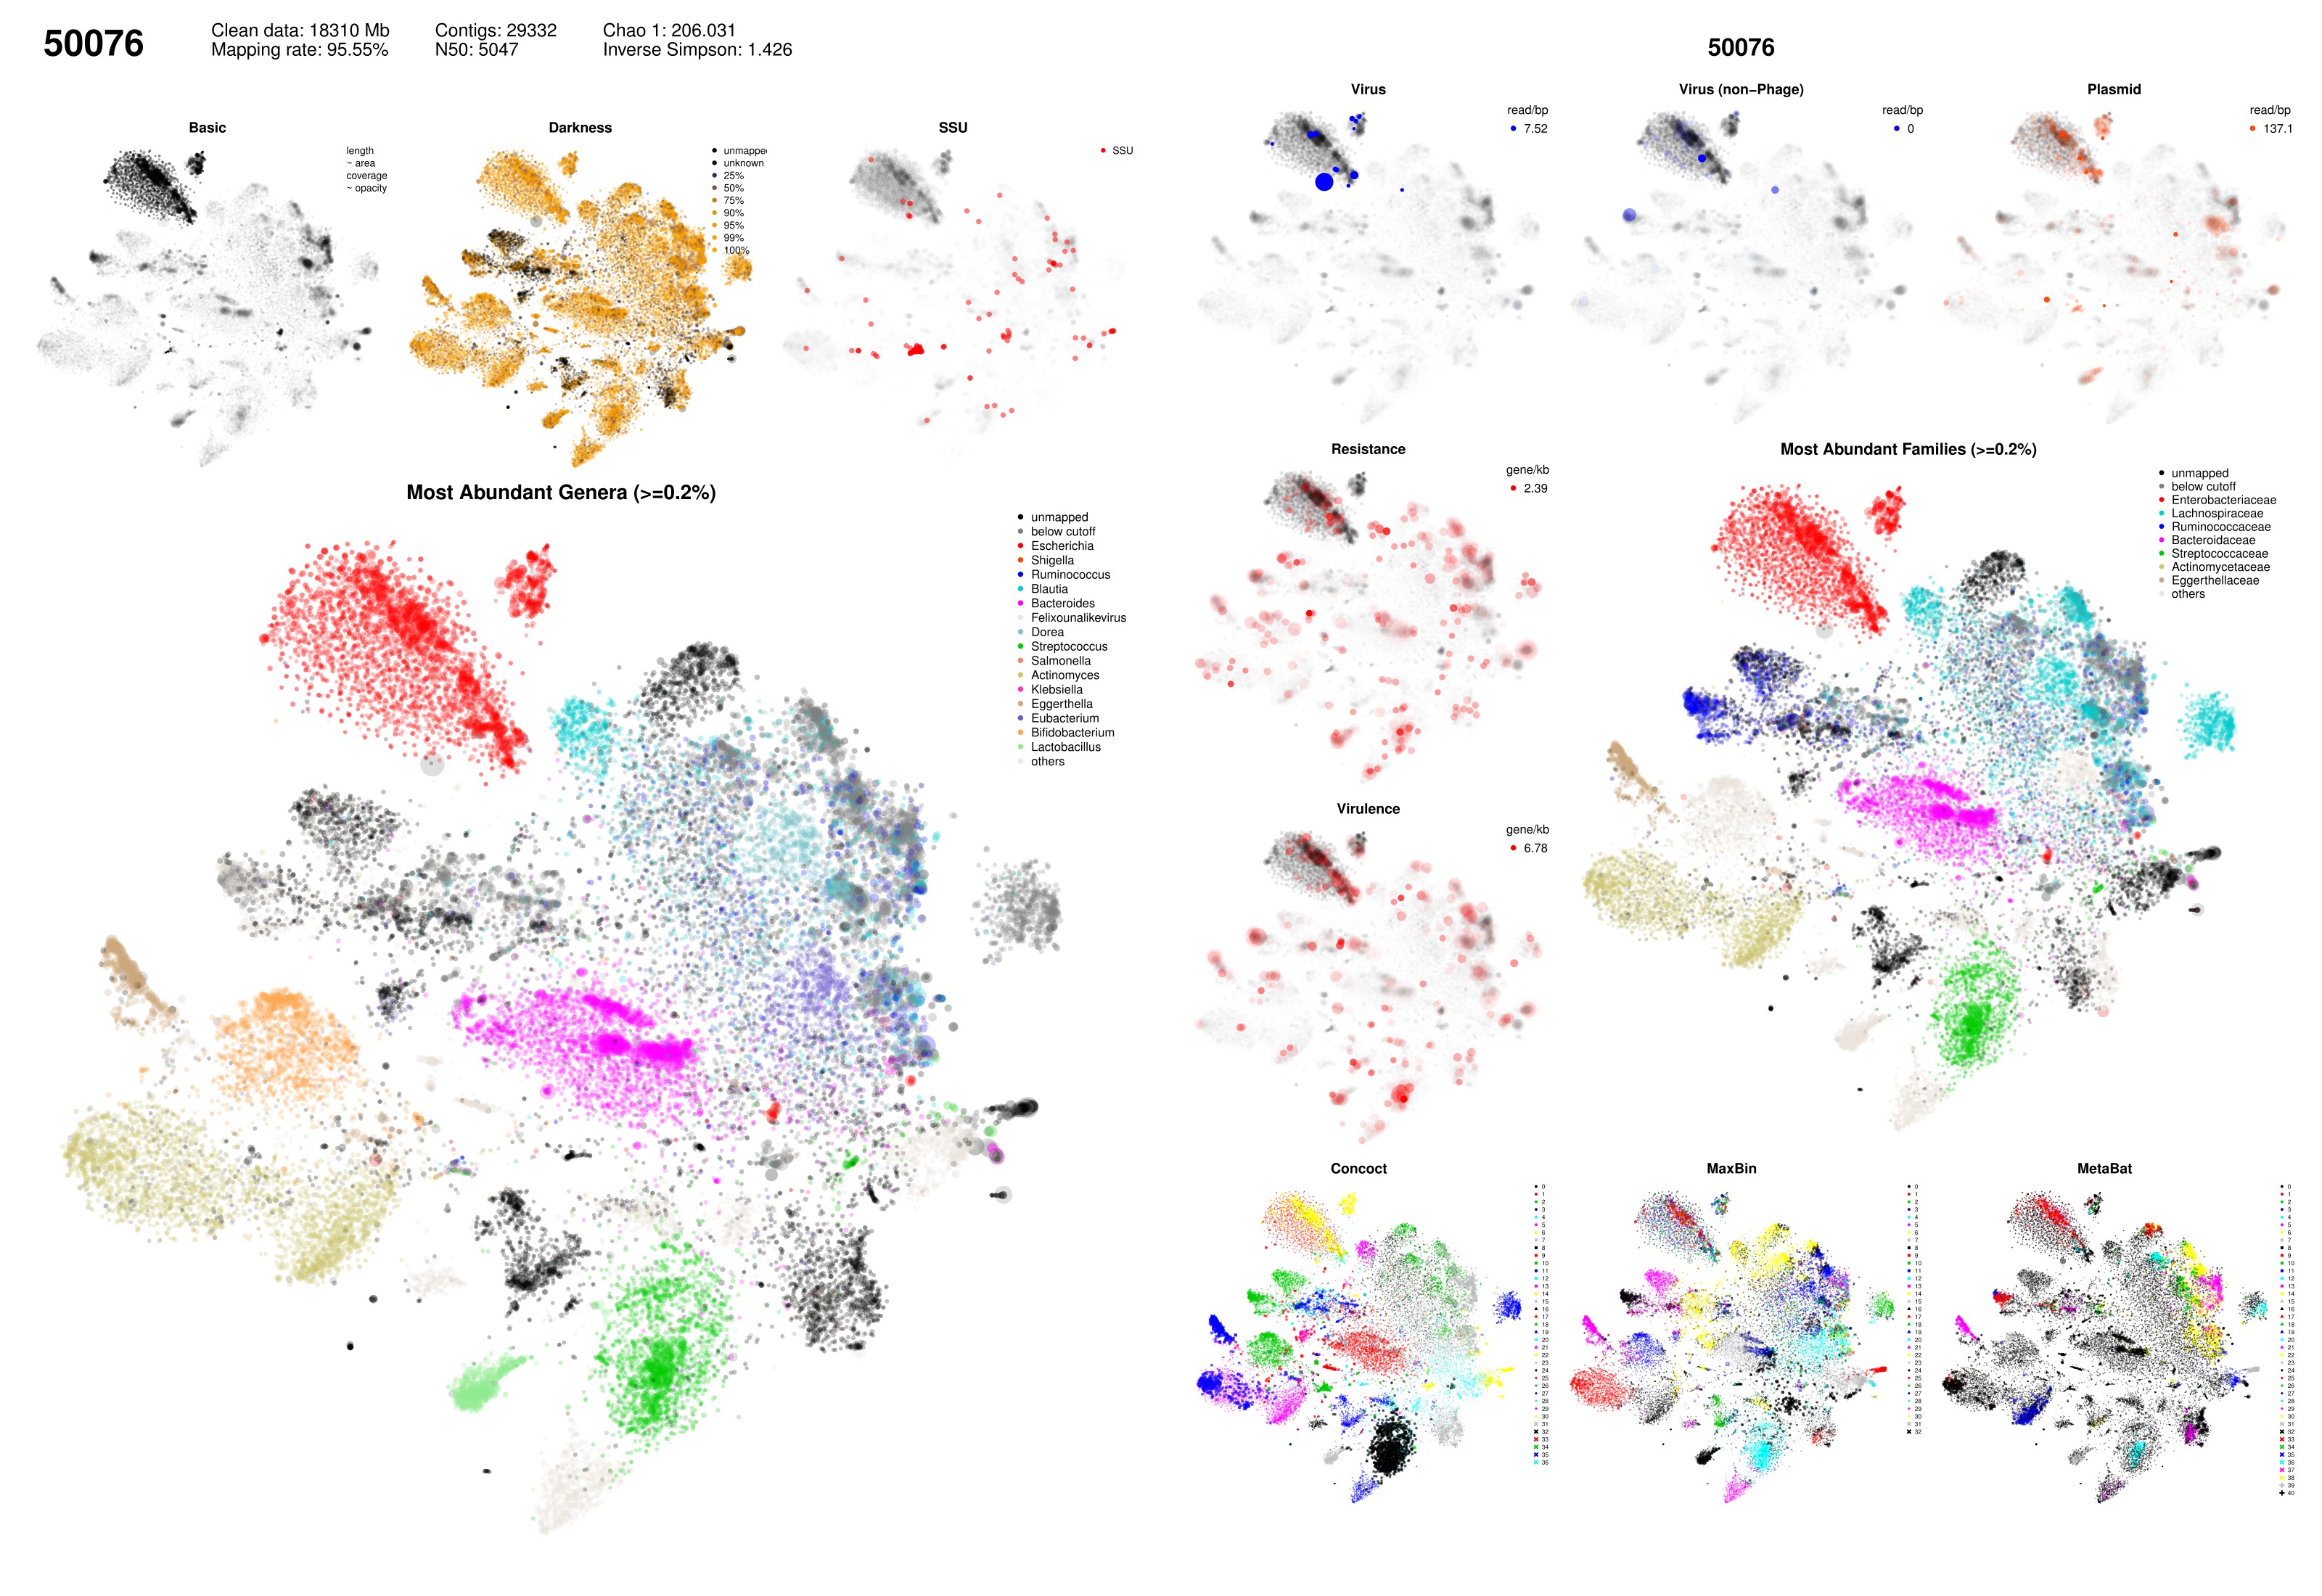 50076
Clean data: 18310 Mb
Mapping rate: 95.55%
Contigs: 29332
N50: 5047
Chao 1: 206.031
Inverse Simpson: 1.426
Basic
length
~ area
coverage
~ opacity
Darkness
unmappe
unknown
25%
50%
75%
90%
95%
99%
100%
SSU
SSU
Most Abundant Genera (>=0.2%)
unmapped
below cutoff
Escherichia
Shigella
Ruminococcus
Blautia
Bacteroides
Felixounalikevirus
Dorea
Streptococcus
Salmonella
Actinomyces
Klebsiella
Eggerthella
Eubacterium
Bifidobacterium
Lactobacillus
others
50076
Virus
read/bp
7.52
Virus (non−Phage)
read/bp
0
Plasmid
read/bp
137.1
Resistance
gene/kb
2.39
Most Abundant Families (>=0.2%)
unmapped
below cutoff
Enterobacteriaceae
Lachnospiraceae
Ruminococcaceae
Bacteroidaceae
Streptococcaceae
Actinomycetaceae
Eggerthellaceae
others
Virulence
gene/kb
6.78
Concoct
0
1
2
3
4
5
6
7
8
9
10
11
12
13
14
15
16
17
18
19
20
21
22
23
24
25
26
27
28
29
30
31
32
33
34
35
36
MaxBin
0
1
2
3
4
5
6
7
8
9
10
11
12
13
14
15
16
17
18
19
20
21
22
23
24
25
26
27
28
29
30
31
32
MetaBat
0
1
2
3
4
5
6
7
8
9
10
11
12
13
14
15
16
17
18
19
20
21
22
23
24
25
26
27
28
29
30
31
32
33
34
35
36
37
38
39
40